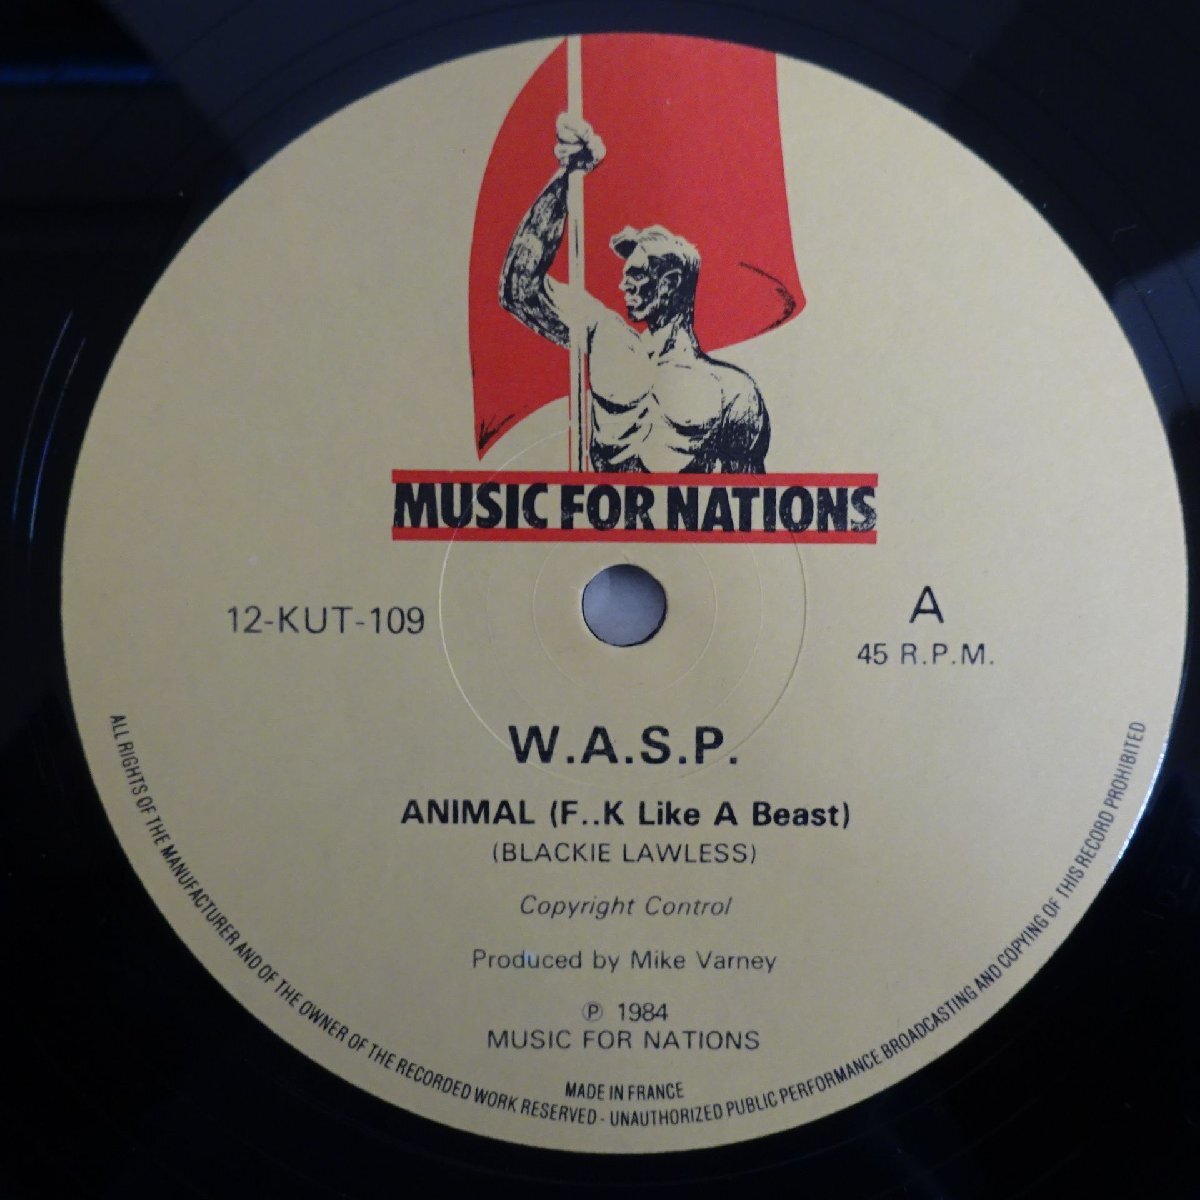 MUSIC FOR NATIONS
12-KUT-109
A
45 R.P.M.
W.A.S.P.
ANIMAL (F..K Like A Beast)
(BLACKIE LAWLESS)
Copyright Control
Produced by Mike Varney
℗ 1984
MUSIC FOR NATIONS
MADE IN FRANCE
ALL RIGHTS OF THE MANUFACTURER AND OF THE OWNER OF THE RECORDED WORK RESERVED - UNAUTHORIZED PUBLIC PERFORMANCE BROADCASTING AND COPYING OF THIS RECORD PROHIBITED